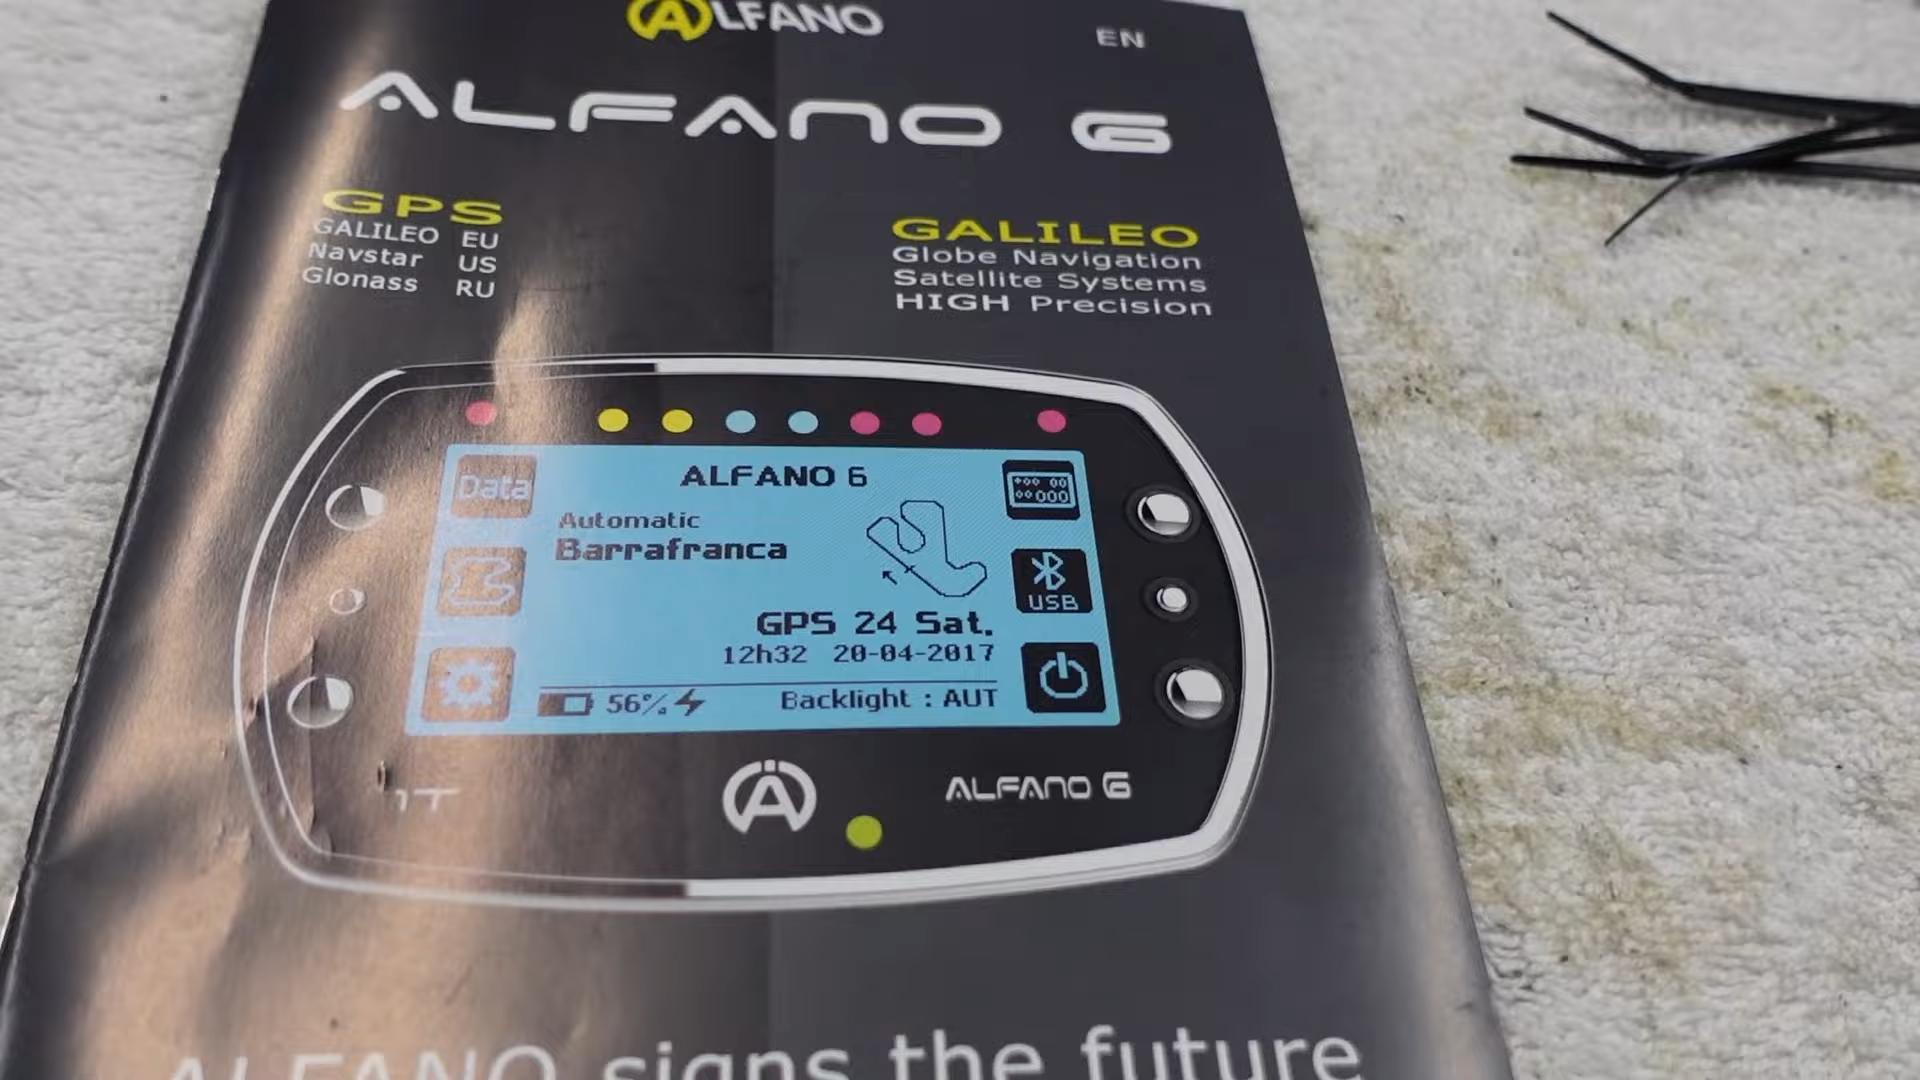 ALFANO
EN
ALFANO 6
GPS
GALILEO EU
Navstar US
Glonass RU
GALILEO
Globe Navigation
Satellite Systems
HIGH Precision
Data
ALFANO 6
Automatic
Barrafranca
USB
GPS 24 Sat.
12h32 20-04-2017
56%
Backlight : AUT
1T
ALFANO 6
ALFANO signs the future